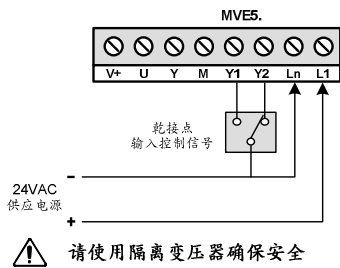 MVE5.
V+ U Y M Y1 Y2 Ln L1
乾接点
输入控制信号
-
24VAC
供应电源
+
请使用隔离变压器确保安全